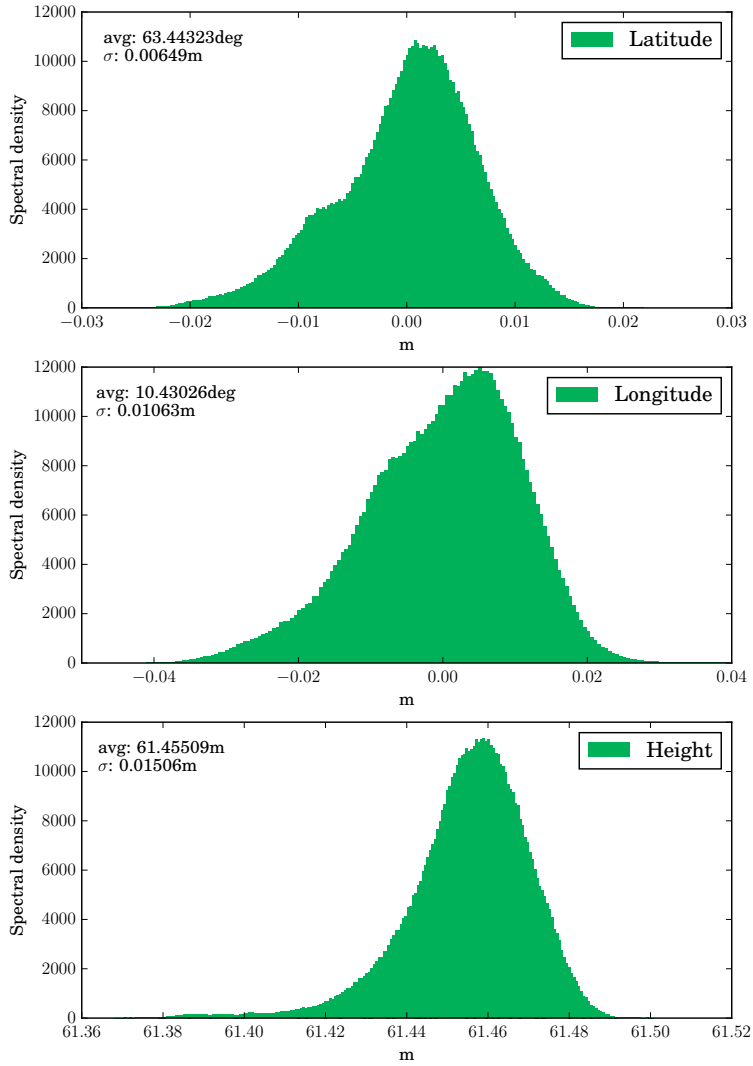 avg: 63.44323deg
σ: 0.00649m
Latitude
Spectral density
12000
10000
8000
6000
4000
2000
0
−0.03 −0.02 −0.01 0.00 0.01 0.02 0.03
m
avg: 10.43026deg
σ: 0.01063m
Longitude
Spectral density
12000
10000
8000
6000
4000
2000
0
−0.04 −0.02 0.00 0.02 0.04
m
avg: 61.45509m
σ: 0.01506m
Height
Spectral density
12000
10000
8000
6000
4000
2000
0
61.36 61.38 61.40 61.42 61.44 61.46 61.48 61.50 61.52
m